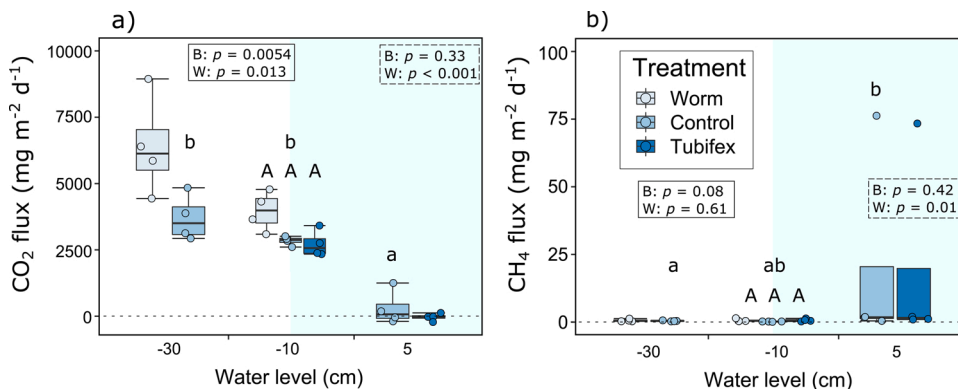 a)
CO2 flux (mg m-2 d-1)
10000
7500
5000
2500
0
B: p = 0.0054
W: p = 0.013
B: p = 0.33
W: p < 0.001
b
b
A A A
a
-30 -10 5
Water level (cm)
b)
CH4 flux (mg m-2 d-1)
100
75
50
25
0
Treatment
Worm
Control
Tubifex
b
B: p = 0.08
W: p = 0.61
B: p = 0.42
W: p = 0.01
a
ab
A A A
-30 -10 5
Water level (cm)